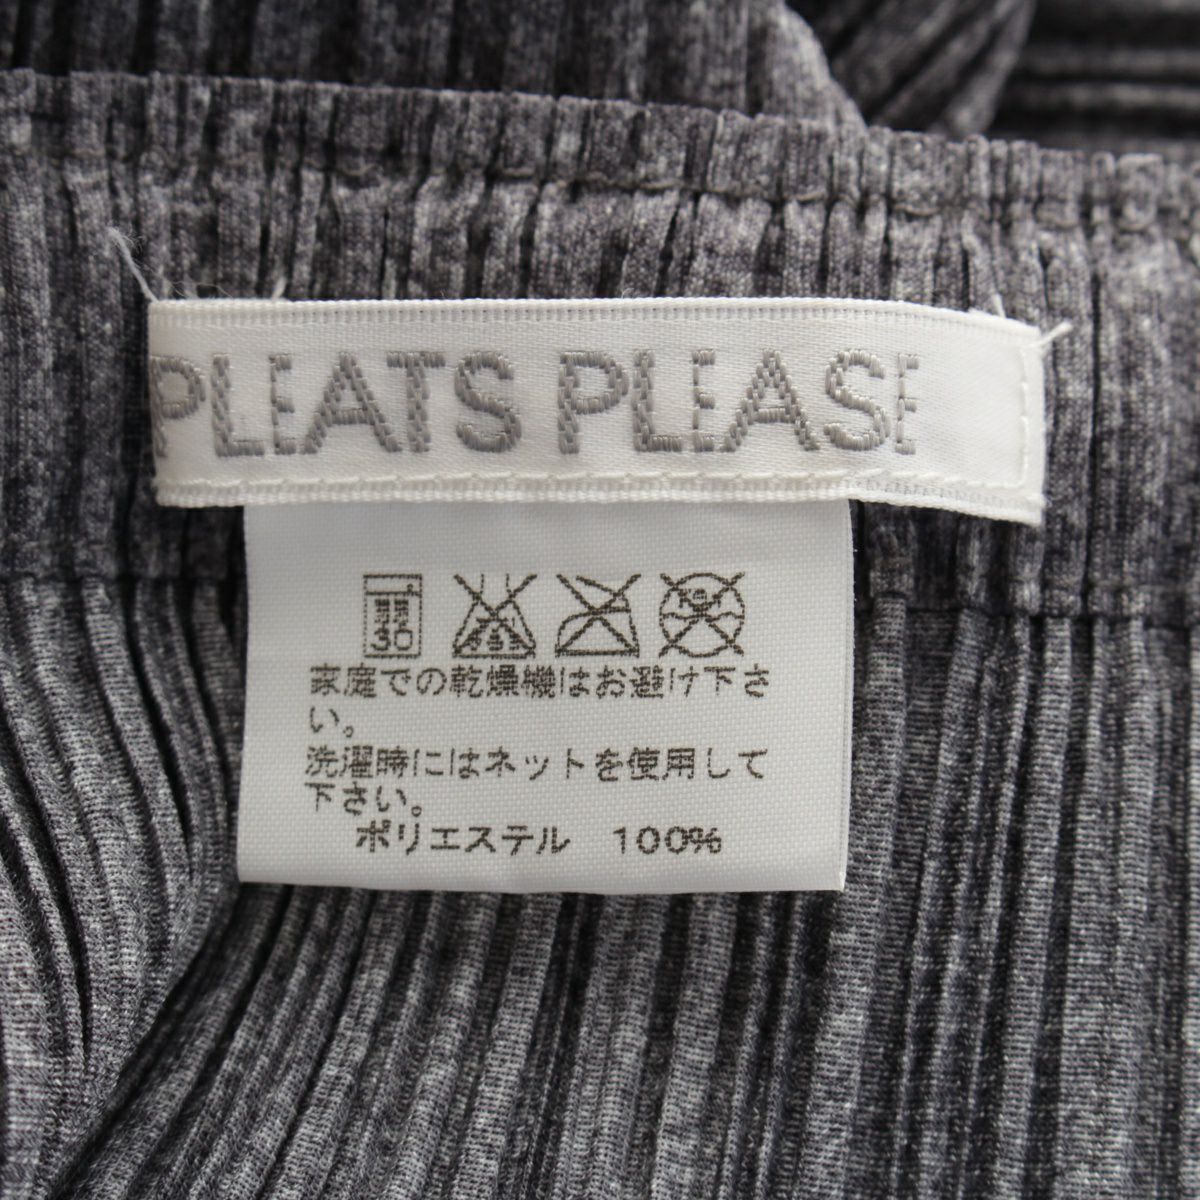 PLEATS PLEASE
弱
30
家庭での乾燥機はお避け下さ
い。
洗濯時にはネットを使用して
下さい。
ポリエステル 100%